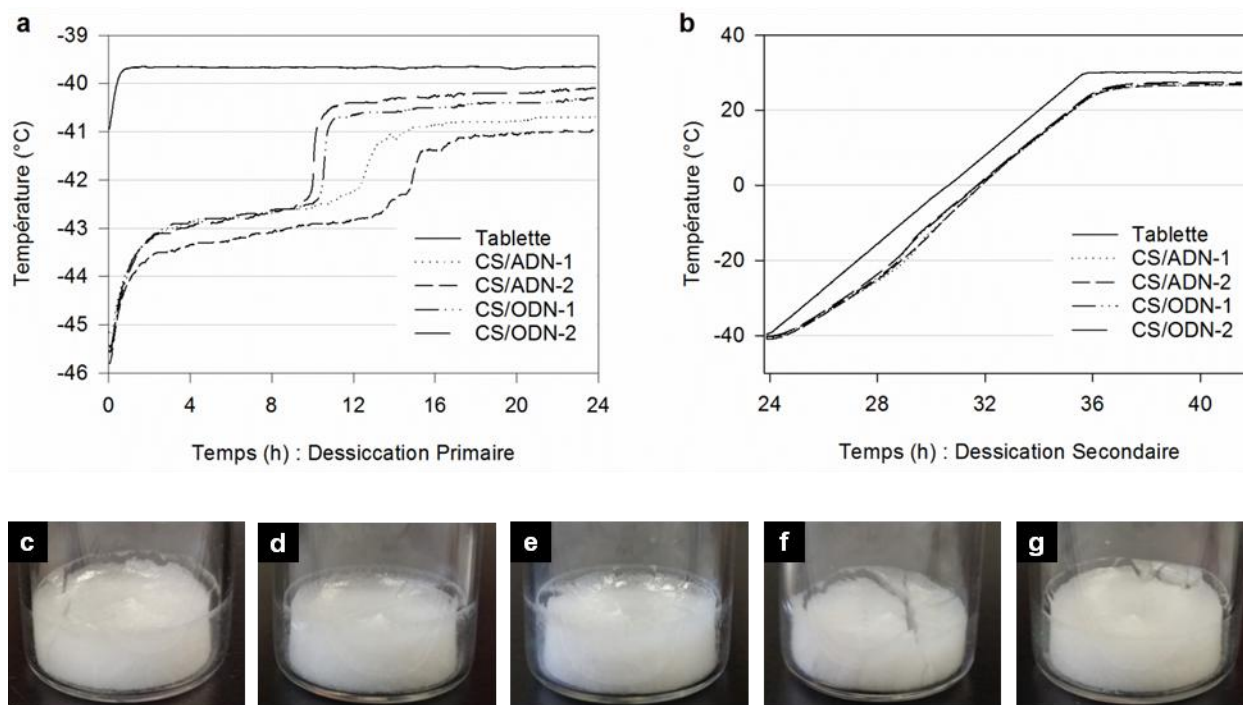 a
-39
-40
-41
-42
-43
-44
-45
-46
Température (°C)
Tablette
CS/ADN-1
CS/ADN-2
CS/ODN-1
CS/ODN-2
0
4
8
12
16
20
24
Temps (h) : Dessiccation Primaire
b
40
20
0
-20
-40
Température (°C)
Tablette
CS/ADN-1
CS/ADN-2
CS/ODN-1
CS/ODN-2
24
28
32
36
40
Temps (h) : Dessication Secondaire
c
d
e
f
g